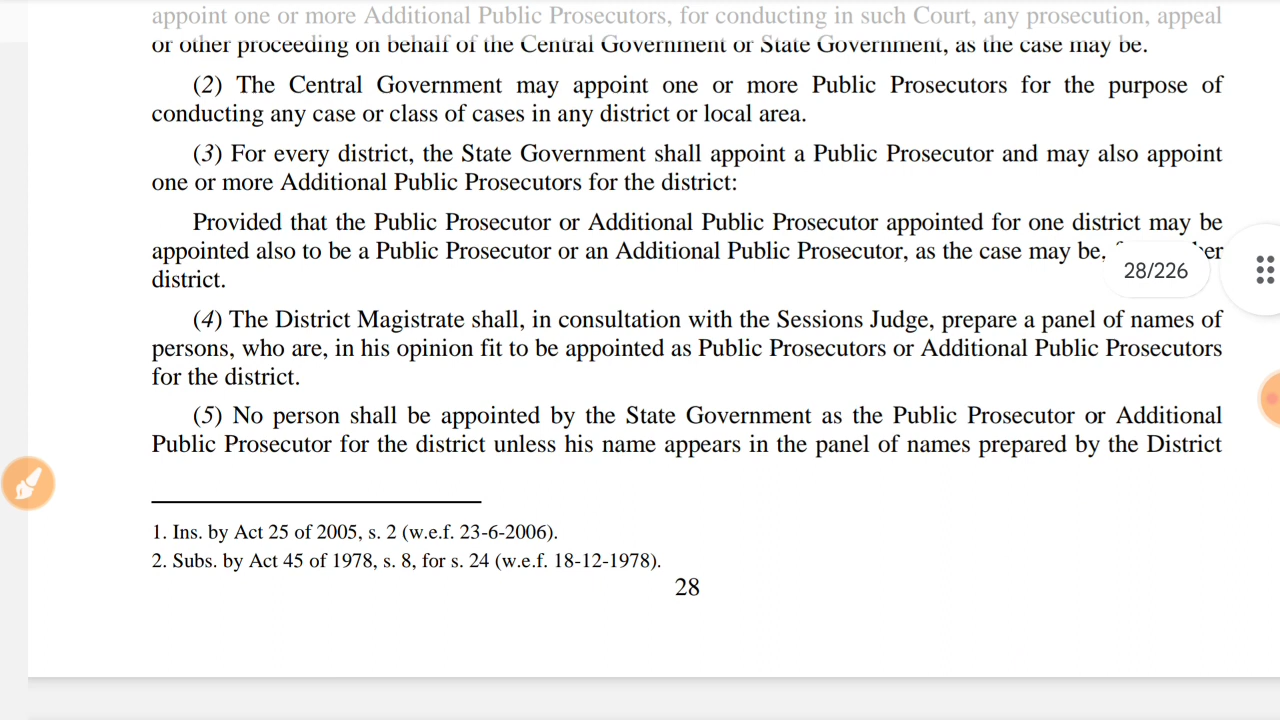 appoint one or more Additional Public Prosecutors, for conducting in such Court, any prosecution, appeal
or other proceeding on behalf of the Central Government or State Government, as the case may be.
(2) The Central Government may appoint one or more Public Prosecutors for the purpose of
conducting any case or class of cases in any district or local area.
(3) For every district, the State Government shall appoint a Public Prosecutor and may also appoint
one or more Additional Public Prosecutors for the district:
Provided that the Public Prosecutor or Additional Public Prosecutor appointed for one district may be
appointed also to be a Public Prosecutor or an Additional Public Prosecutor, as the case may be,
district.
28/226
(4) The District Magistrate shall, in consultation with the Sessions Judge, prepare a panel of names of
persons, who are, in his opinion fit to be appointed as Public Prosecutors or Additional Public Prosecutors
for the district.
(5) No person shall be appointed by the State Government as the Public Prosecutor or Additional
Public Prosecutor for the district unless his name appears in the panel of names prepared by the District
1. Ins. by Act 25 of 2005, s. 2 (w.e.f. 23-6-2006).
2. Subs. by Act 45 of 1978, s. 8, for s. 24 (w.e.f. 18-12-1978).
28